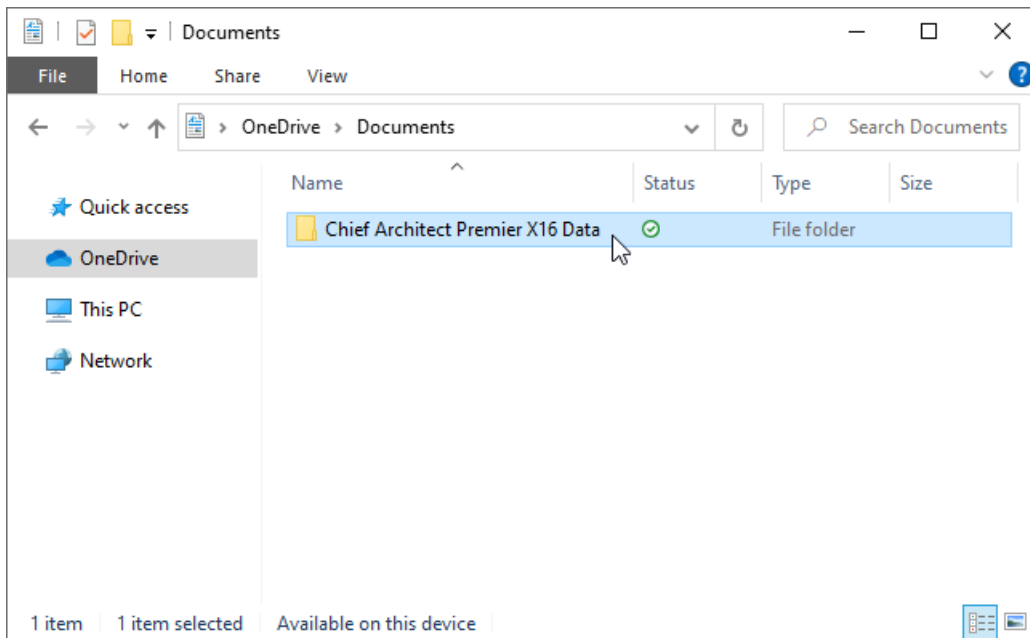 Documents
File Home Share View ?
OneDrive > Documents Search Documents
Name Status Type Size
Quick access
Chief Architect Premier X16 Data File folder
OneDrive
This PC
Network
1 item 1 item selected Available on this device